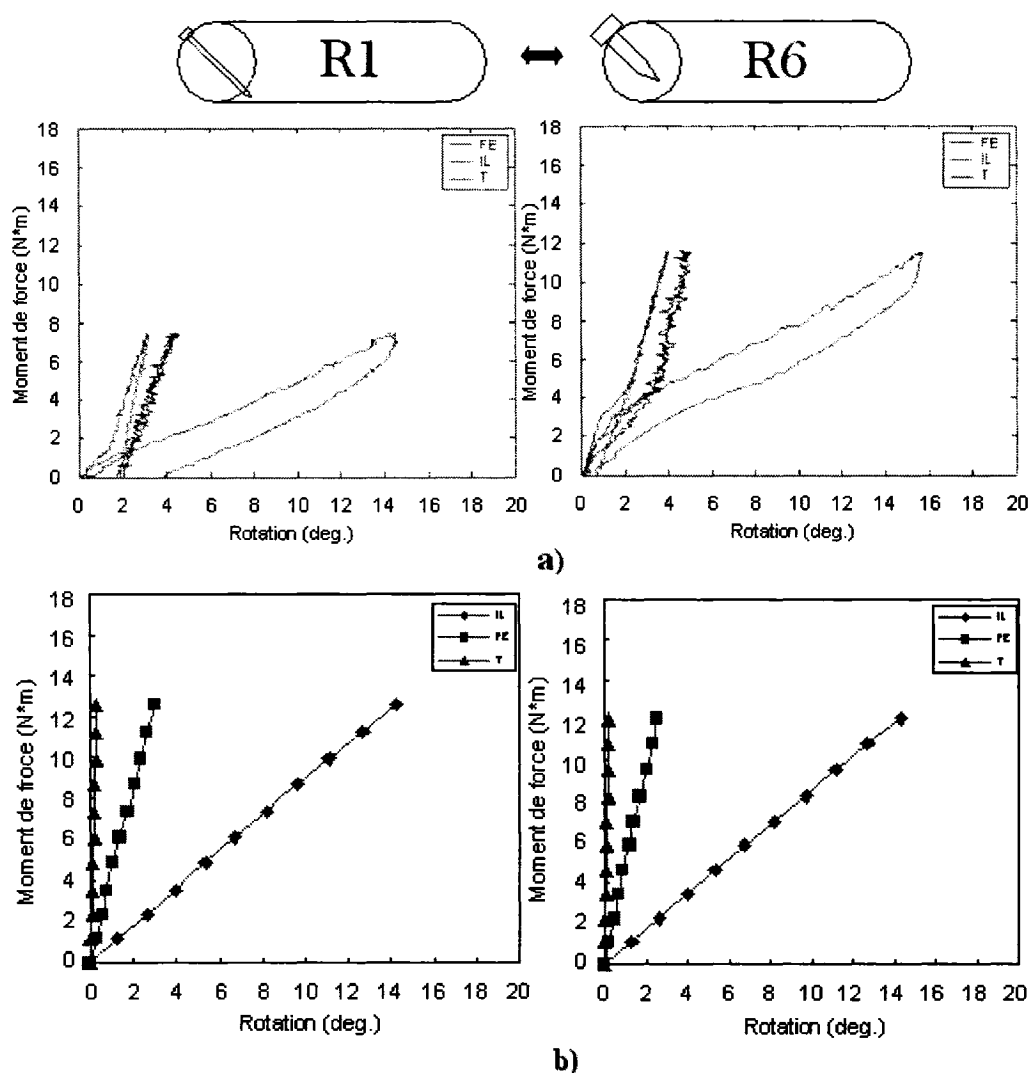 R1
R6
18
16
14
12
10
8
6
4
2
0
Moment de force (N*m)
FE
IL
T
0 2 4 6 8 10 12 14 16 18 20
Rotation (deg.)
18
16
14
12
10
8
6
4
2
0
Moment de force (N*m)
FE
IL
T
0 2 4 6 8 10 12 14 16 18 20
Rotation (deg.)
a)
18
16
14
12
10
8
6
4
2
0
Moment de froce (N*m)
IL
FE
T
0 2 4 6 8 10 12 14 16 18 20
Rotation (deg.)
18
16
14
12
10
8
6
4
2
0
Moment de force (N*m)
IL
FE
T
0 2 4 6 8 10 12 14 16 18 20
Rotation (deg.)
b)